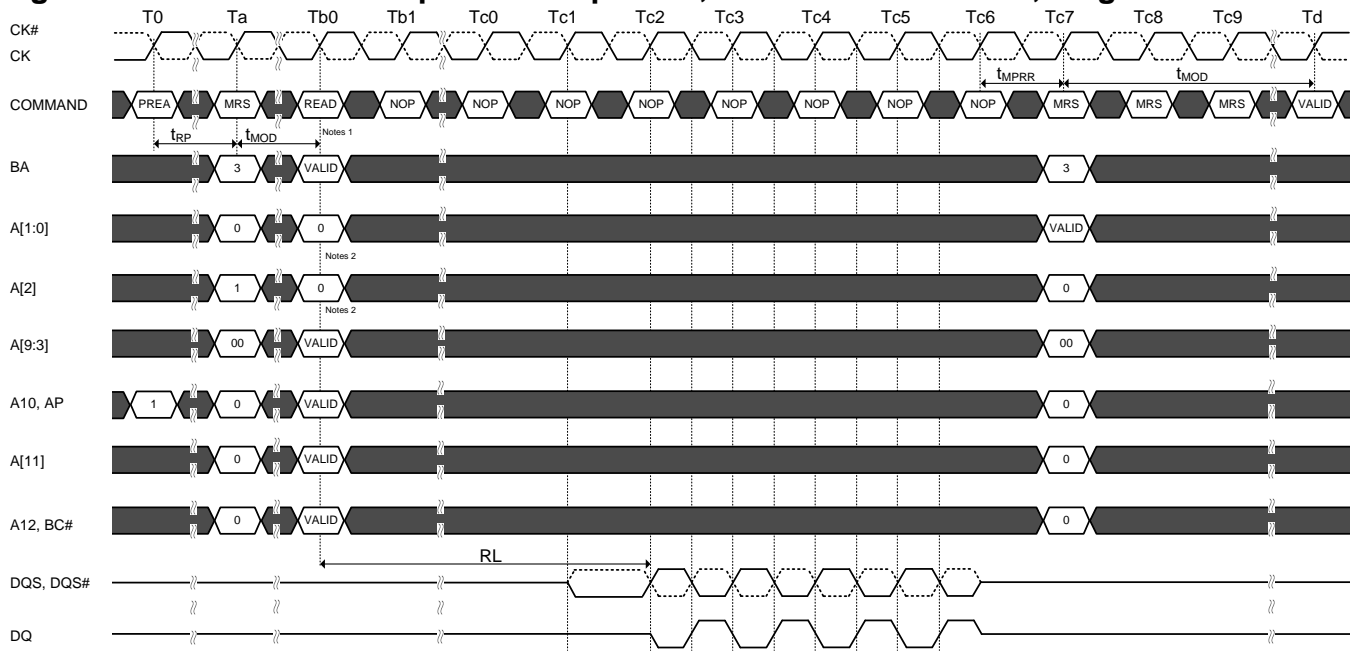 T0 Ta Tb0 Tb1 Tc0 Tc1 Tc2 Tc3 Tc4 Tc5 Tc6 Tc7 Tc8 Tc9 Td
CK#
CK
tMPRR tMOD
COMMAND PREA MRS READ NOP NOP NOP NOP NOP NOP NOP NOP MRS MRS MRS VALID
tRP tMOD Notes 1
BA 3 VALID 3
A[1:0] 0 0 VALID
Notes 2
A[2] 1 0 0
Notes 2
A[9:3] 00 VALID 00
A10, AP 1 0 VALID 0
A[11] 0 VALID 0
A12, BC# 0 VALID 0
RL
DQS, DQS#
DQ